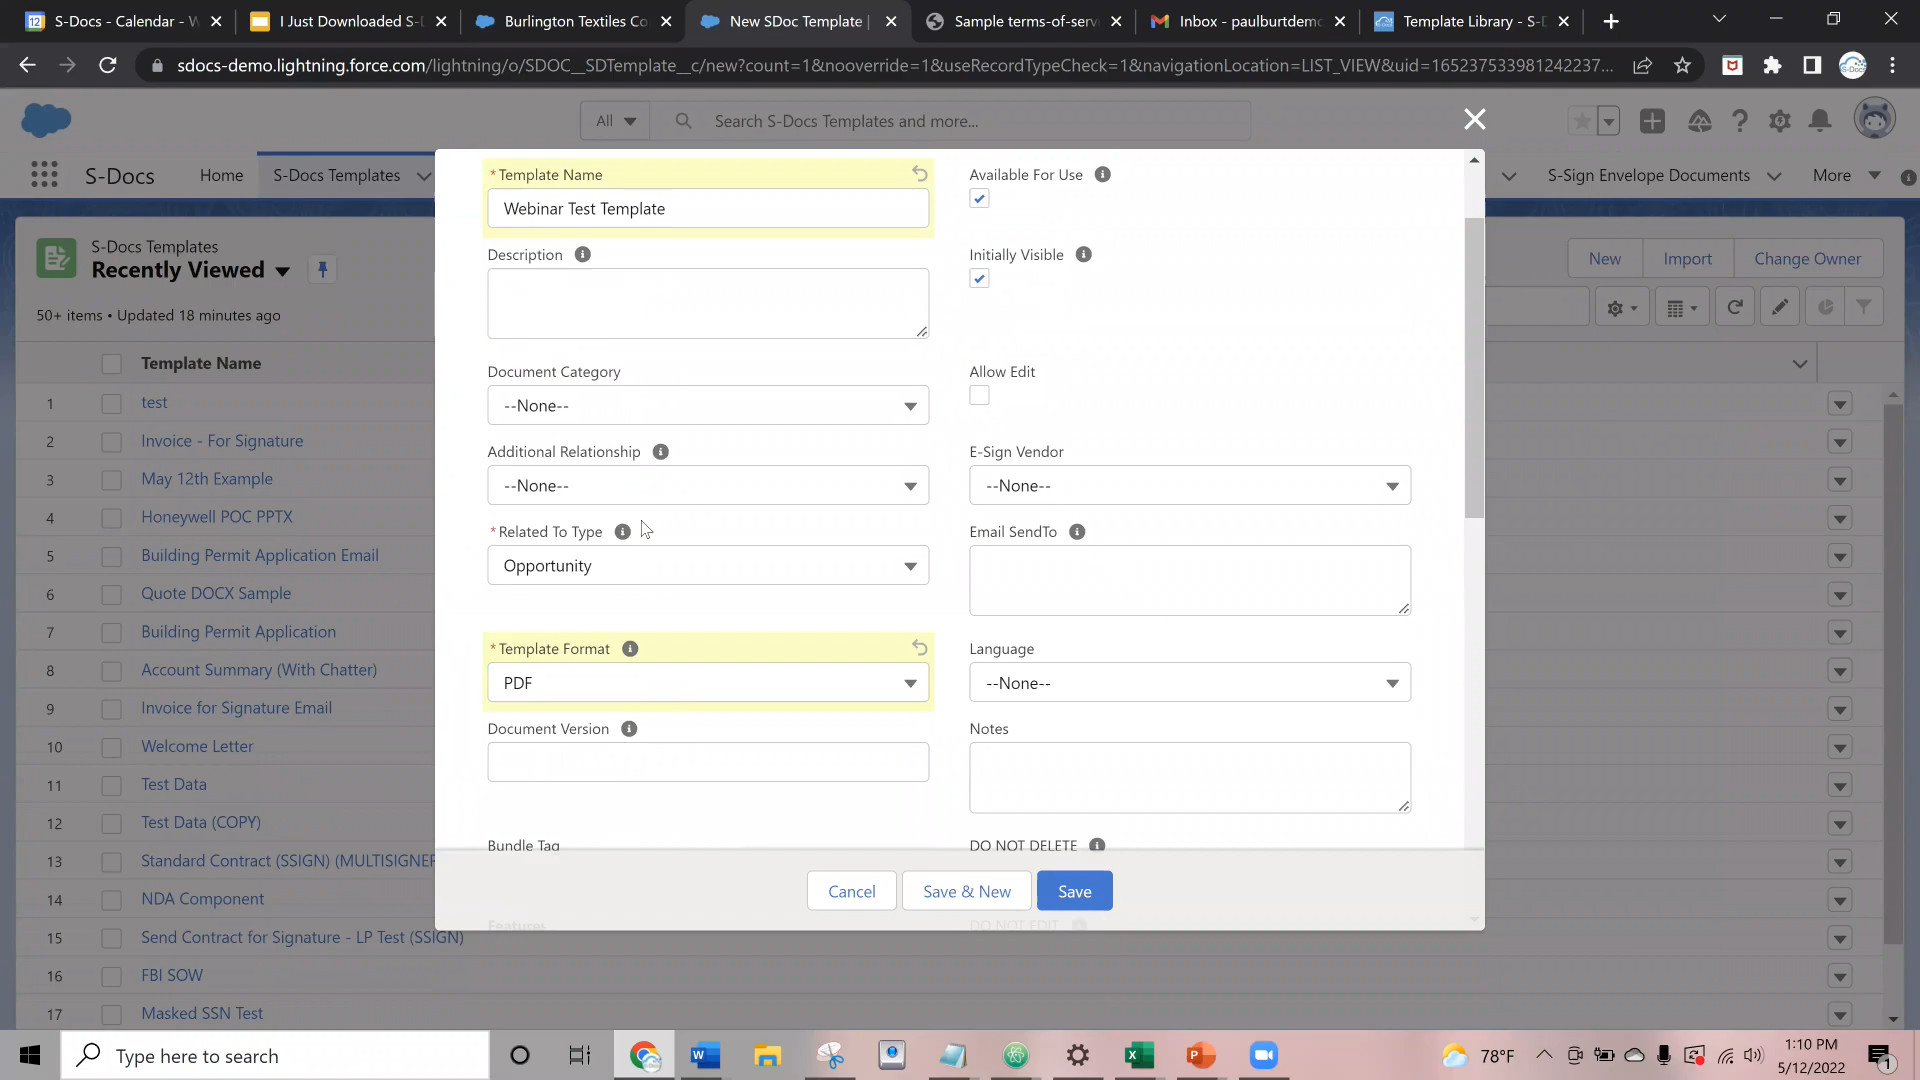 S-Docs - Calendar - W
I Just Downloaded S-D
Burlington Textiles Co
New SDoc Template |
Sample terms-of-serv
Inbox - paulburtdemo
Template Library - S-D
sdocs-demo.lightning.force.com/lightning/o/SDOC__SDTemplate__c/new?count=1&nooverride=1&useRecordTypeCheck=1&navigationLocation=LIST_VIEW&uid=165237533981242237...
All
Search S-Docs Templates and more...
S-Docs
Home
S-Docs Templates
S-Sign Envelope Documents
More
S-Docs Templates
Recently Viewed
50+ items • Updated 18 minutes ago
New
Import
Change Owner
Template Name
1 test
2 Invoice - For Signature
3 May 12th Example
4 Honeywell POC PPTX
5 Building Permit Application Email
6 Quote DOCX Sample
7 Building Permit Application
8 Account Summary (With Chatter)
9 Invoice for Signature Email
10 Welcome Letter
11 Test Data
12 Test Data (COPY)
13 Standard Contract (SSIGN) (MULTISIGNER
14 NDA Component
15 Send Contract for Signature - LP Test (SSIGN)
16 FBI SOW
17 Masked SSN Test
*Template Name
Webinar Test Template
Available For Use
Description
Initially Visible
Document Category
--None--
Allow Edit
Additional Relationship
--None--
E-Sign Vendor
--None--
*Related To Type
Opportunity
Email SendTo
*Template Format
PDF
Language
--None--
Document Version
Notes
Bundle Tag
DO NOT DELETE
Features
DO NOT EDIT
Cancel
Save & New
Save
Type here to search
78°F
1:10 PM
5/12/2022
1